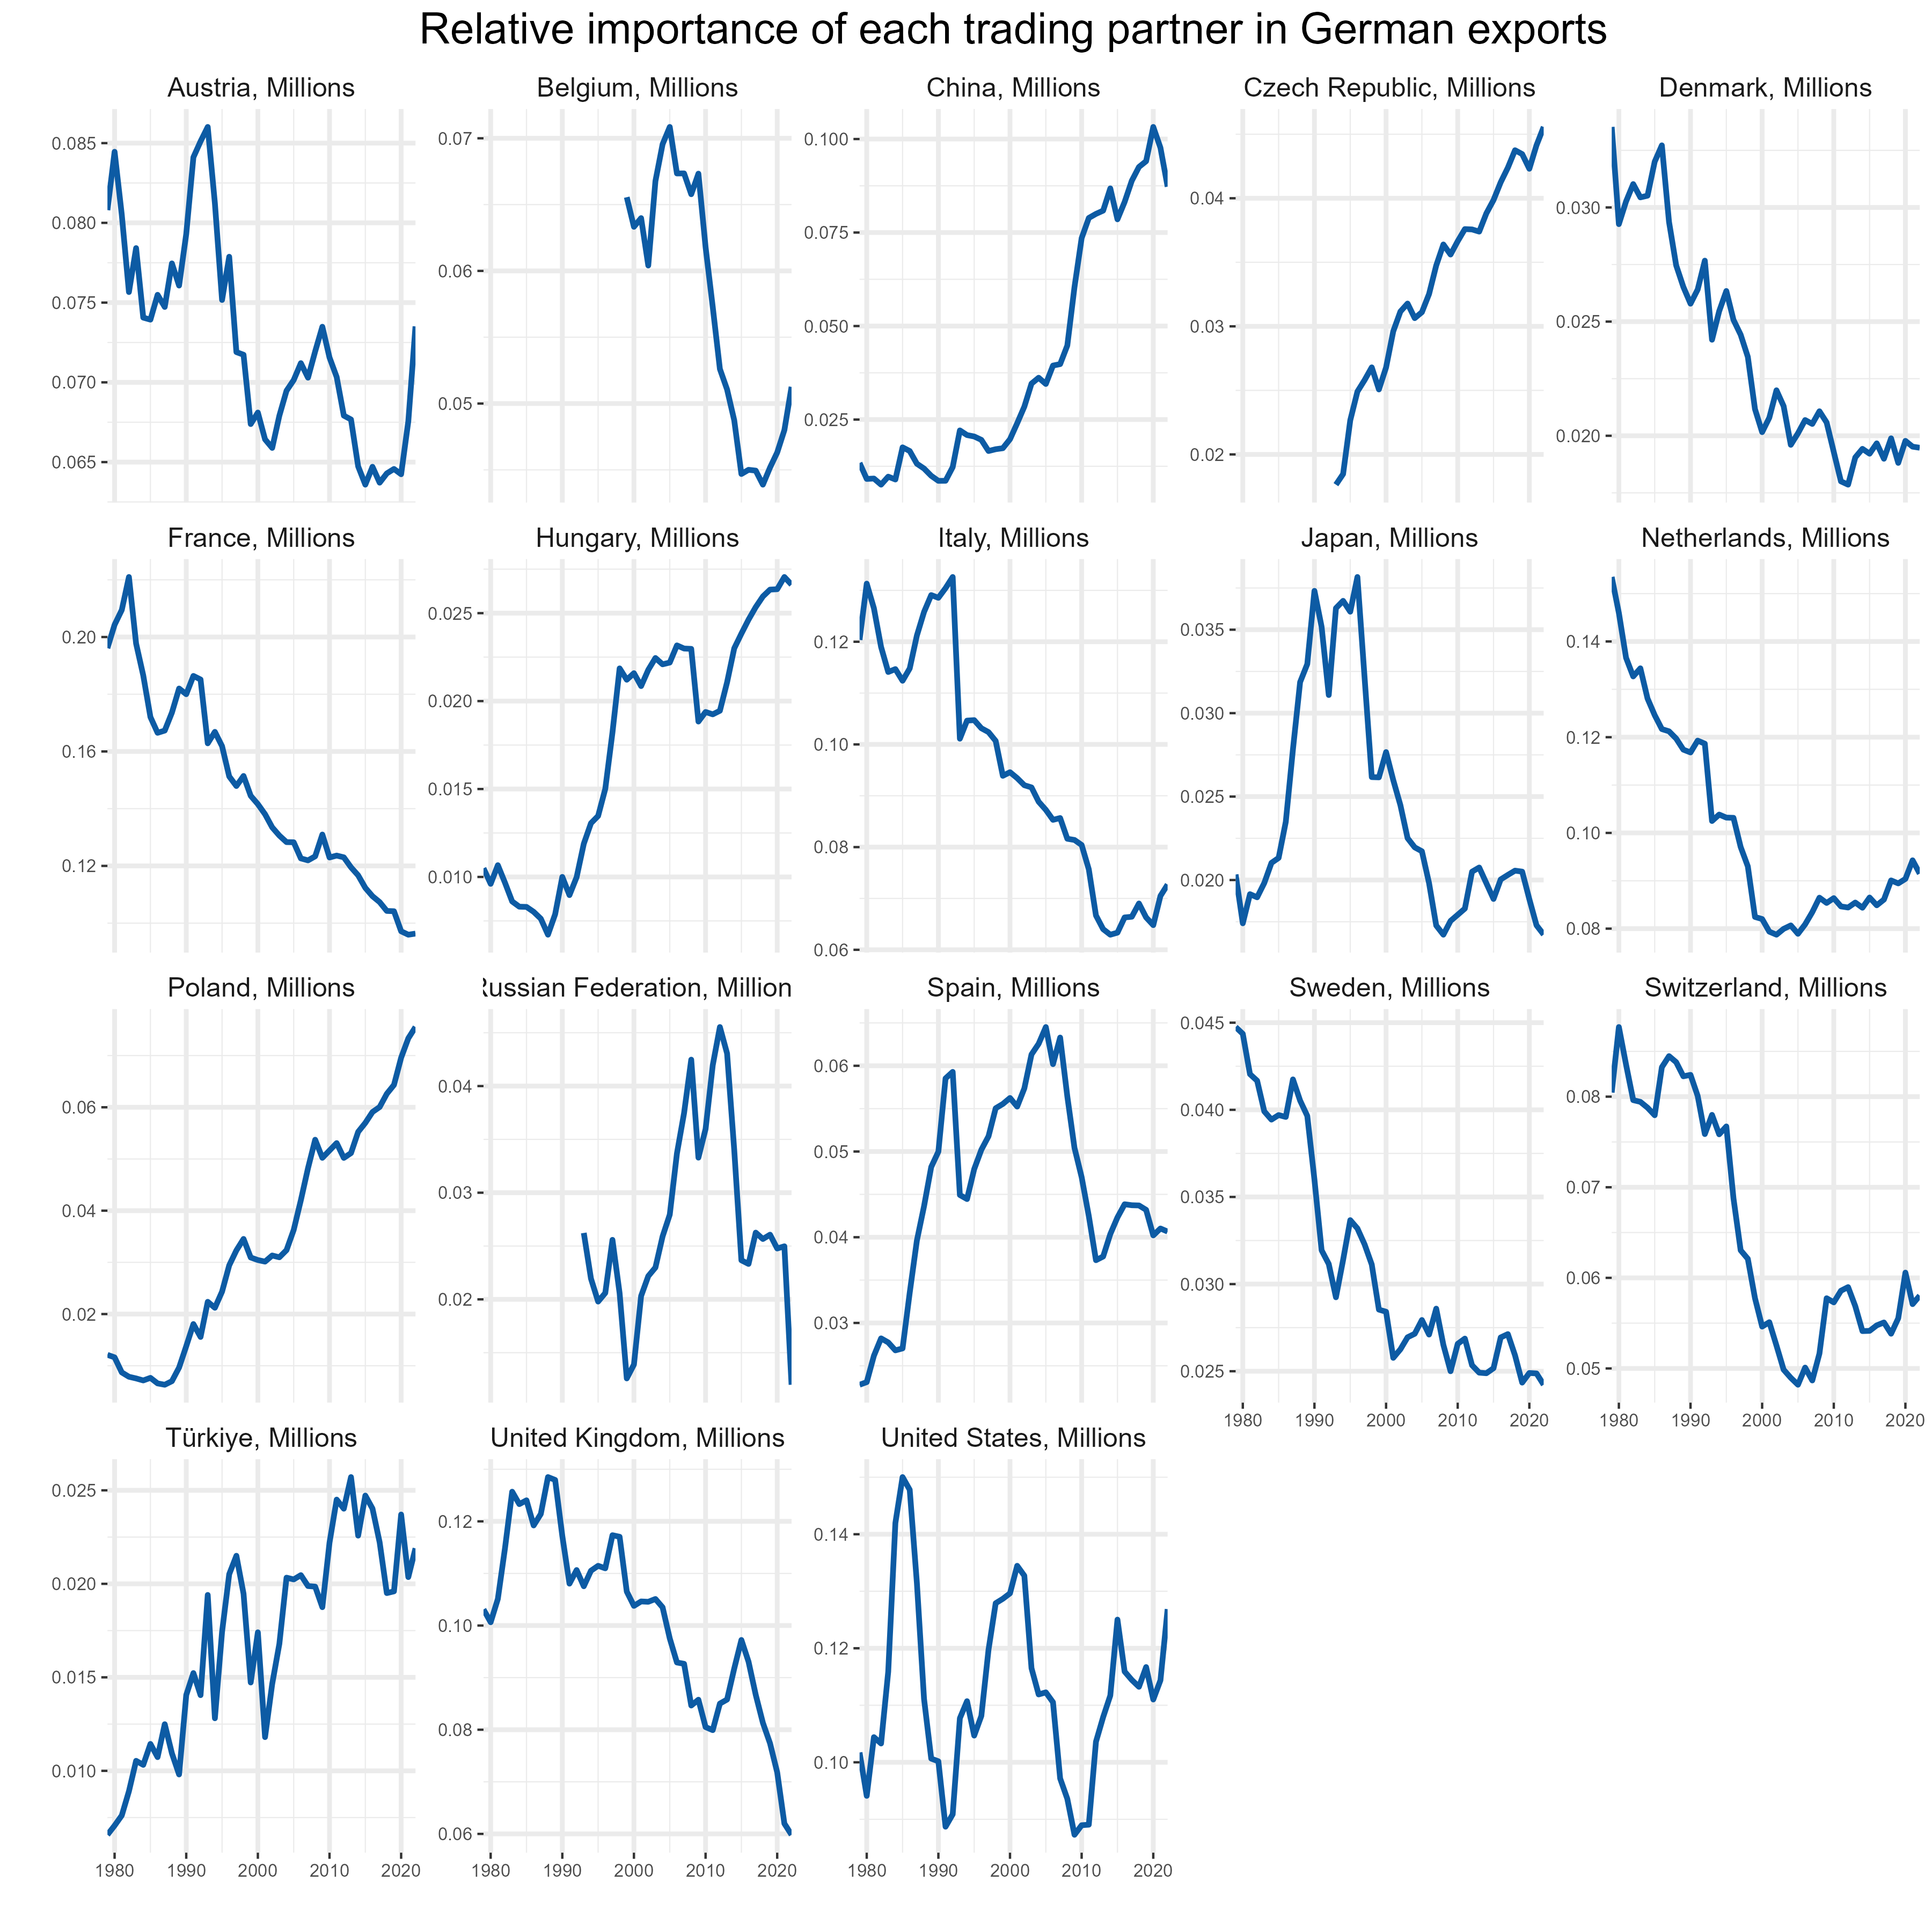 Relative importance of each trading partner in German exports
Austria, Millions
Belgium, Millions
China, Millions
Czech Republic, Millions
Denmark, Millions
0.085
0.080
0.075
0.070
0.065
0.07
0.06
0.05
0.100
0.075
0.050
0.025
0.04
0.03
0.02
0.030
0.025
0.020
France, Millions
Hungary, Millions
Italy, Millions
Japan, Millions
Netherlands, Millions
0.20
0.16
0.12
0.025
0.020
0.015
0.010
0.12
0.10
0.08
0.06
0.035
0.030
0.025
0.020
0.14
0.12
0.10
0.08
Poland, Millions
Russian Federation, Million
Spain, Millions
Sweden, Millions
Switzerland, Millions
0.06
0.04
0.02
0.04
0.03
0.02
0.06
0.05
0.04
0.03
0.045
0.040
0.035
0.030
0.025
1980 1990 2000 2010 2020
0.08
0.07
0.06
0.05
1980 1990 2000 2010 2020
Türkiye, Millions
United Kingdom, Millions
United States, Millions
0.025
0.020
0.015
0.010
1980 1990 2000 2010 2020
0.12
0.10
0.08
0.06
1980 1990 2000 2010 2020
0.14
0.12
0.10
1980 1990 2000 2010 2020